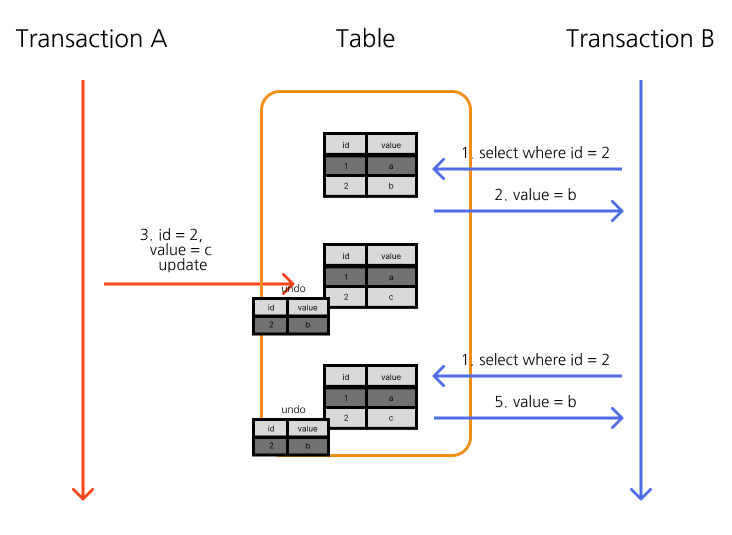 Transaction A
Table
Transaction B
id value
1 a
2 b
1. select where id = 2
2. value = b
3. id = 2,
value = c
update
id value
1 a
2 c
undo
id value
2 b
1. select where id = 2
5. value = b
id value
1 a
2 c
undo
id value
2 b